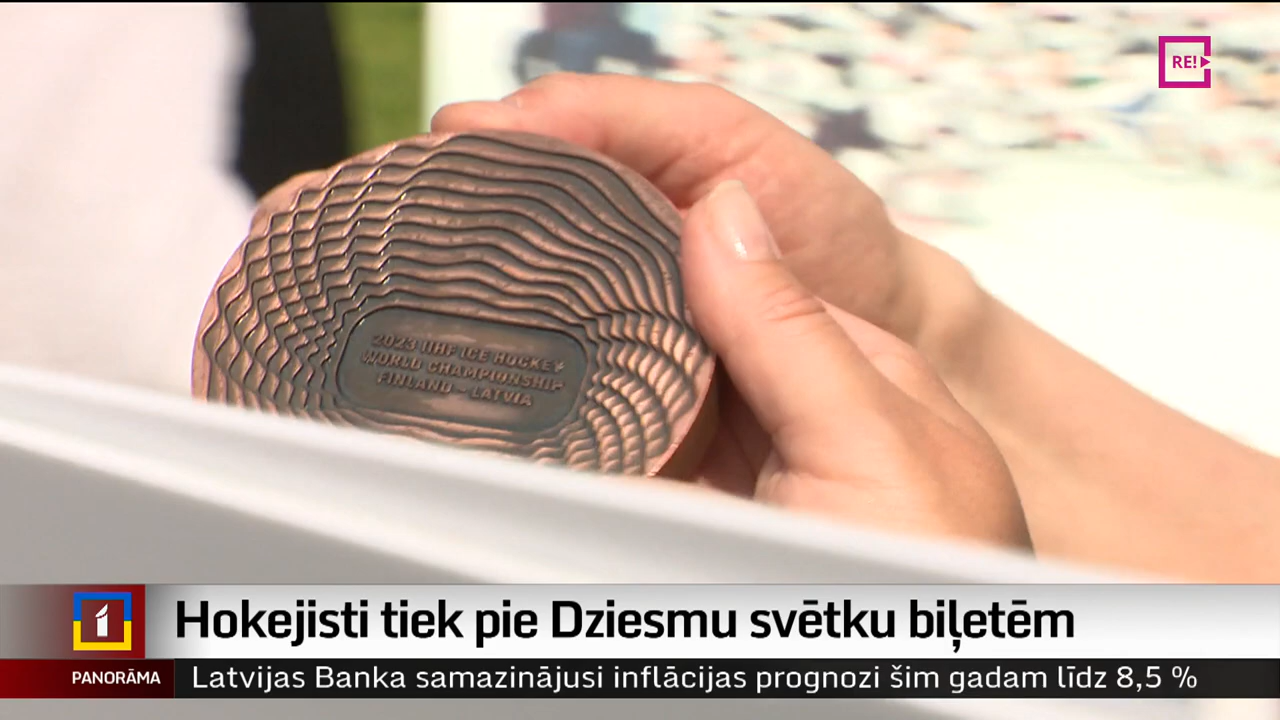 RE!
2023 IIHF ICE HOCKEY
WORLD CHAMPIONSHIP
FINLAND – LATVIA
1
Hokejisti tiek pie Dziesmu svētku biļetēm
PANORĀMA
Latvijas Banka samazinājusi inflācijas prognozi šim gadam līdz 8,5 %